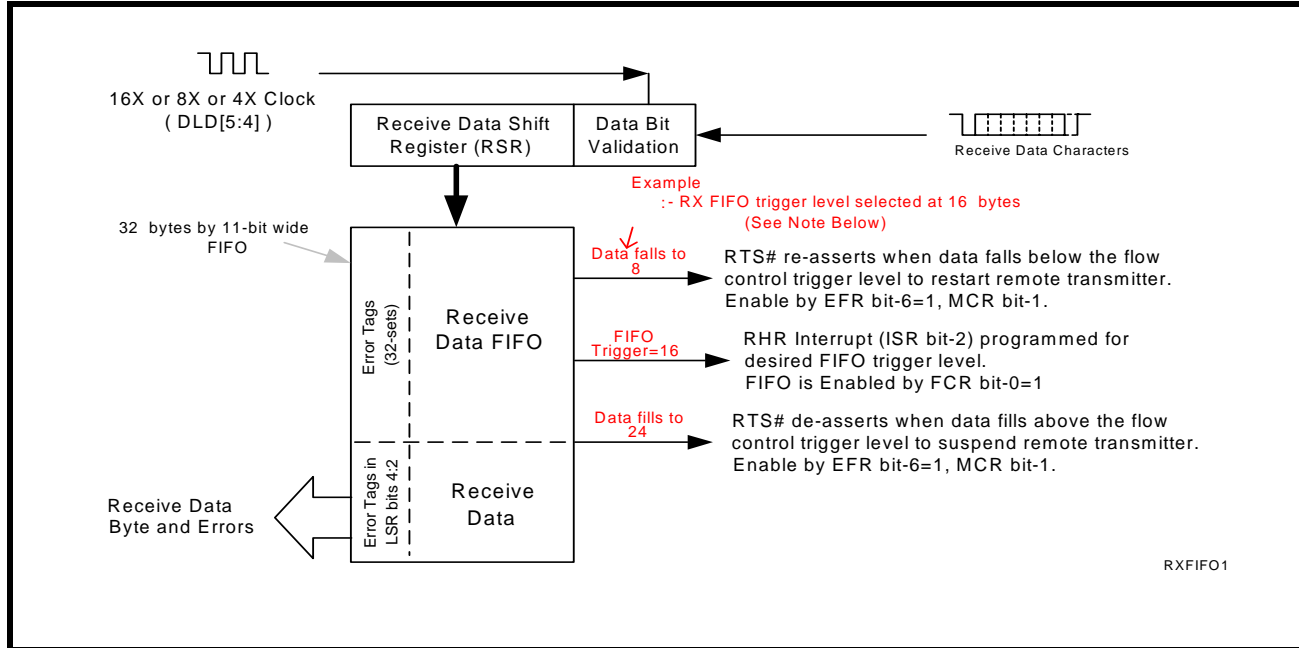 16X or 8X or 4X Clock
( DLD[5:4] )
Receive Data Shift
Register (RSR)
Data Bit
Validation
Receive Data Characters
Example
:- RX FIFO trigger level selected at 16 bytes
(See Note Below)
32 bytes by 11-bit wide
FIFO
Error Tags
(32-sets)
Receive
Data FIFO
Data falls to
8
RTS# re-asserts when data falls below the flow
control trigger level to restart remote transmitter.
Enable by EFR bit-6=1, MCR bit-1.
FIFO
Trigger=16
RHR Interrupt (ISR bit-2) programmed for
desired FIFO trigger level.
FIFO is Enabled by FCR bit-0=1
Data fills to
24
RTS# de-asserts when data fills above the flow
control trigger level to suspend remote transmitter.
Enable by EFR bit-6=1, MCR bit-1.
Error Tags in
LSR bits 4:2
Receive
Data
Receive Data
Byte and Errors
RXFIFO1